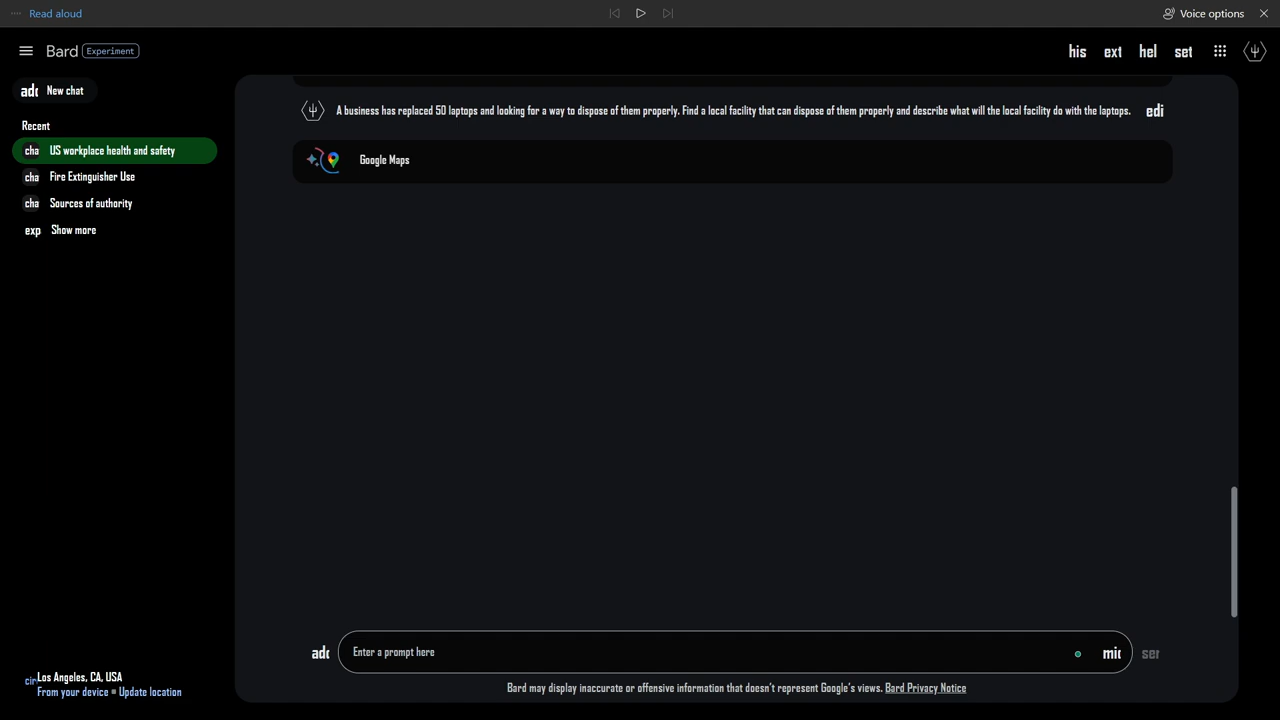 Read aloud
Voice options
Bard Experiment
his ext hel set
New chat
Recent
cha US workplace health and safety
cha Fire Extinguisher Use
cha Sources of authority
exp Show more
A business has replaced 50 laptops and looking for a way to dispose of them properly. Find a local facility that can dispose of them properly and describe what will the local facility do with the laptops. edi
Google Maps
Enter a prompt here
Bard may display inaccurate or offensive information that doesn't represent Google's views. Bard Privacy Notice
Los Angeles, CA, USA
From your device Update location